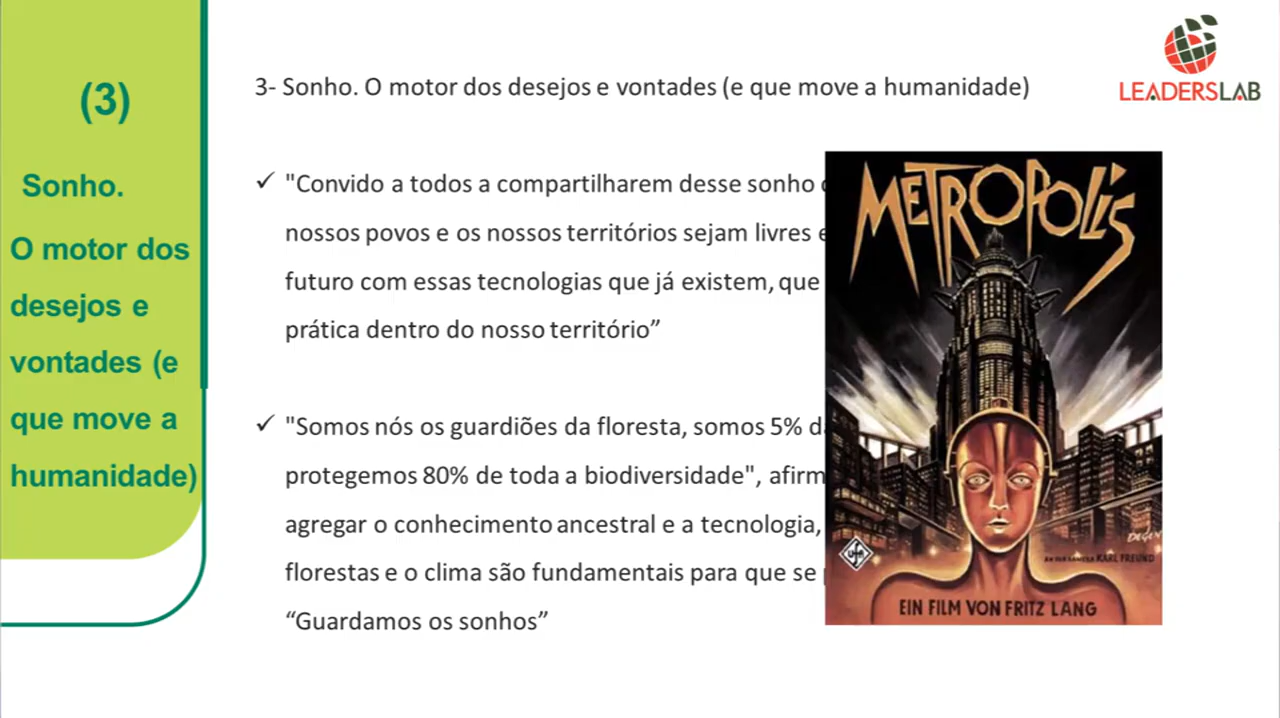 (3)
Sonho.
O motor dos
desejos e
vontades (e
que move a
humanidade)
3- Sonho. O motor dos desejos e vontades (e que move a humanidade)
"Convido a todos a compartilharem desse sonho
nossos povos e os nossos territórios sejam livres
futuro com essas tecnologias que já existem, que
prática dentro do nosso território”
"Somos nós os guardiões da floresta, somos 5%
protegemos 80% de toda a biodiversidade",
agregar o conhecimento ancestral e a tecnologia,
florestas e o clima são fundamentais para que se
“Guardamos os sonhos”
LEADERSLAB
METROPOLIS
DEGEN
UFA
KARL FREUND
EIN FILM VON FRITZ LANG